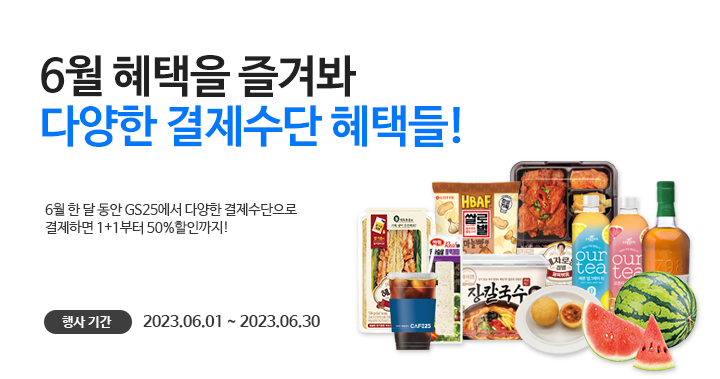 6월 혜택을 즐겨봐
다양한 결제수단 혜택들!
6월 한 달 동안 GS25에서 다양한 결제수단으로
결제하면 1+1부터 50%할인까지!
행사 기간
2023.06.01 ~ 2023.06.30
HBAF
쌀로별
our
tea
our
tea
장칼국수
CAFE25